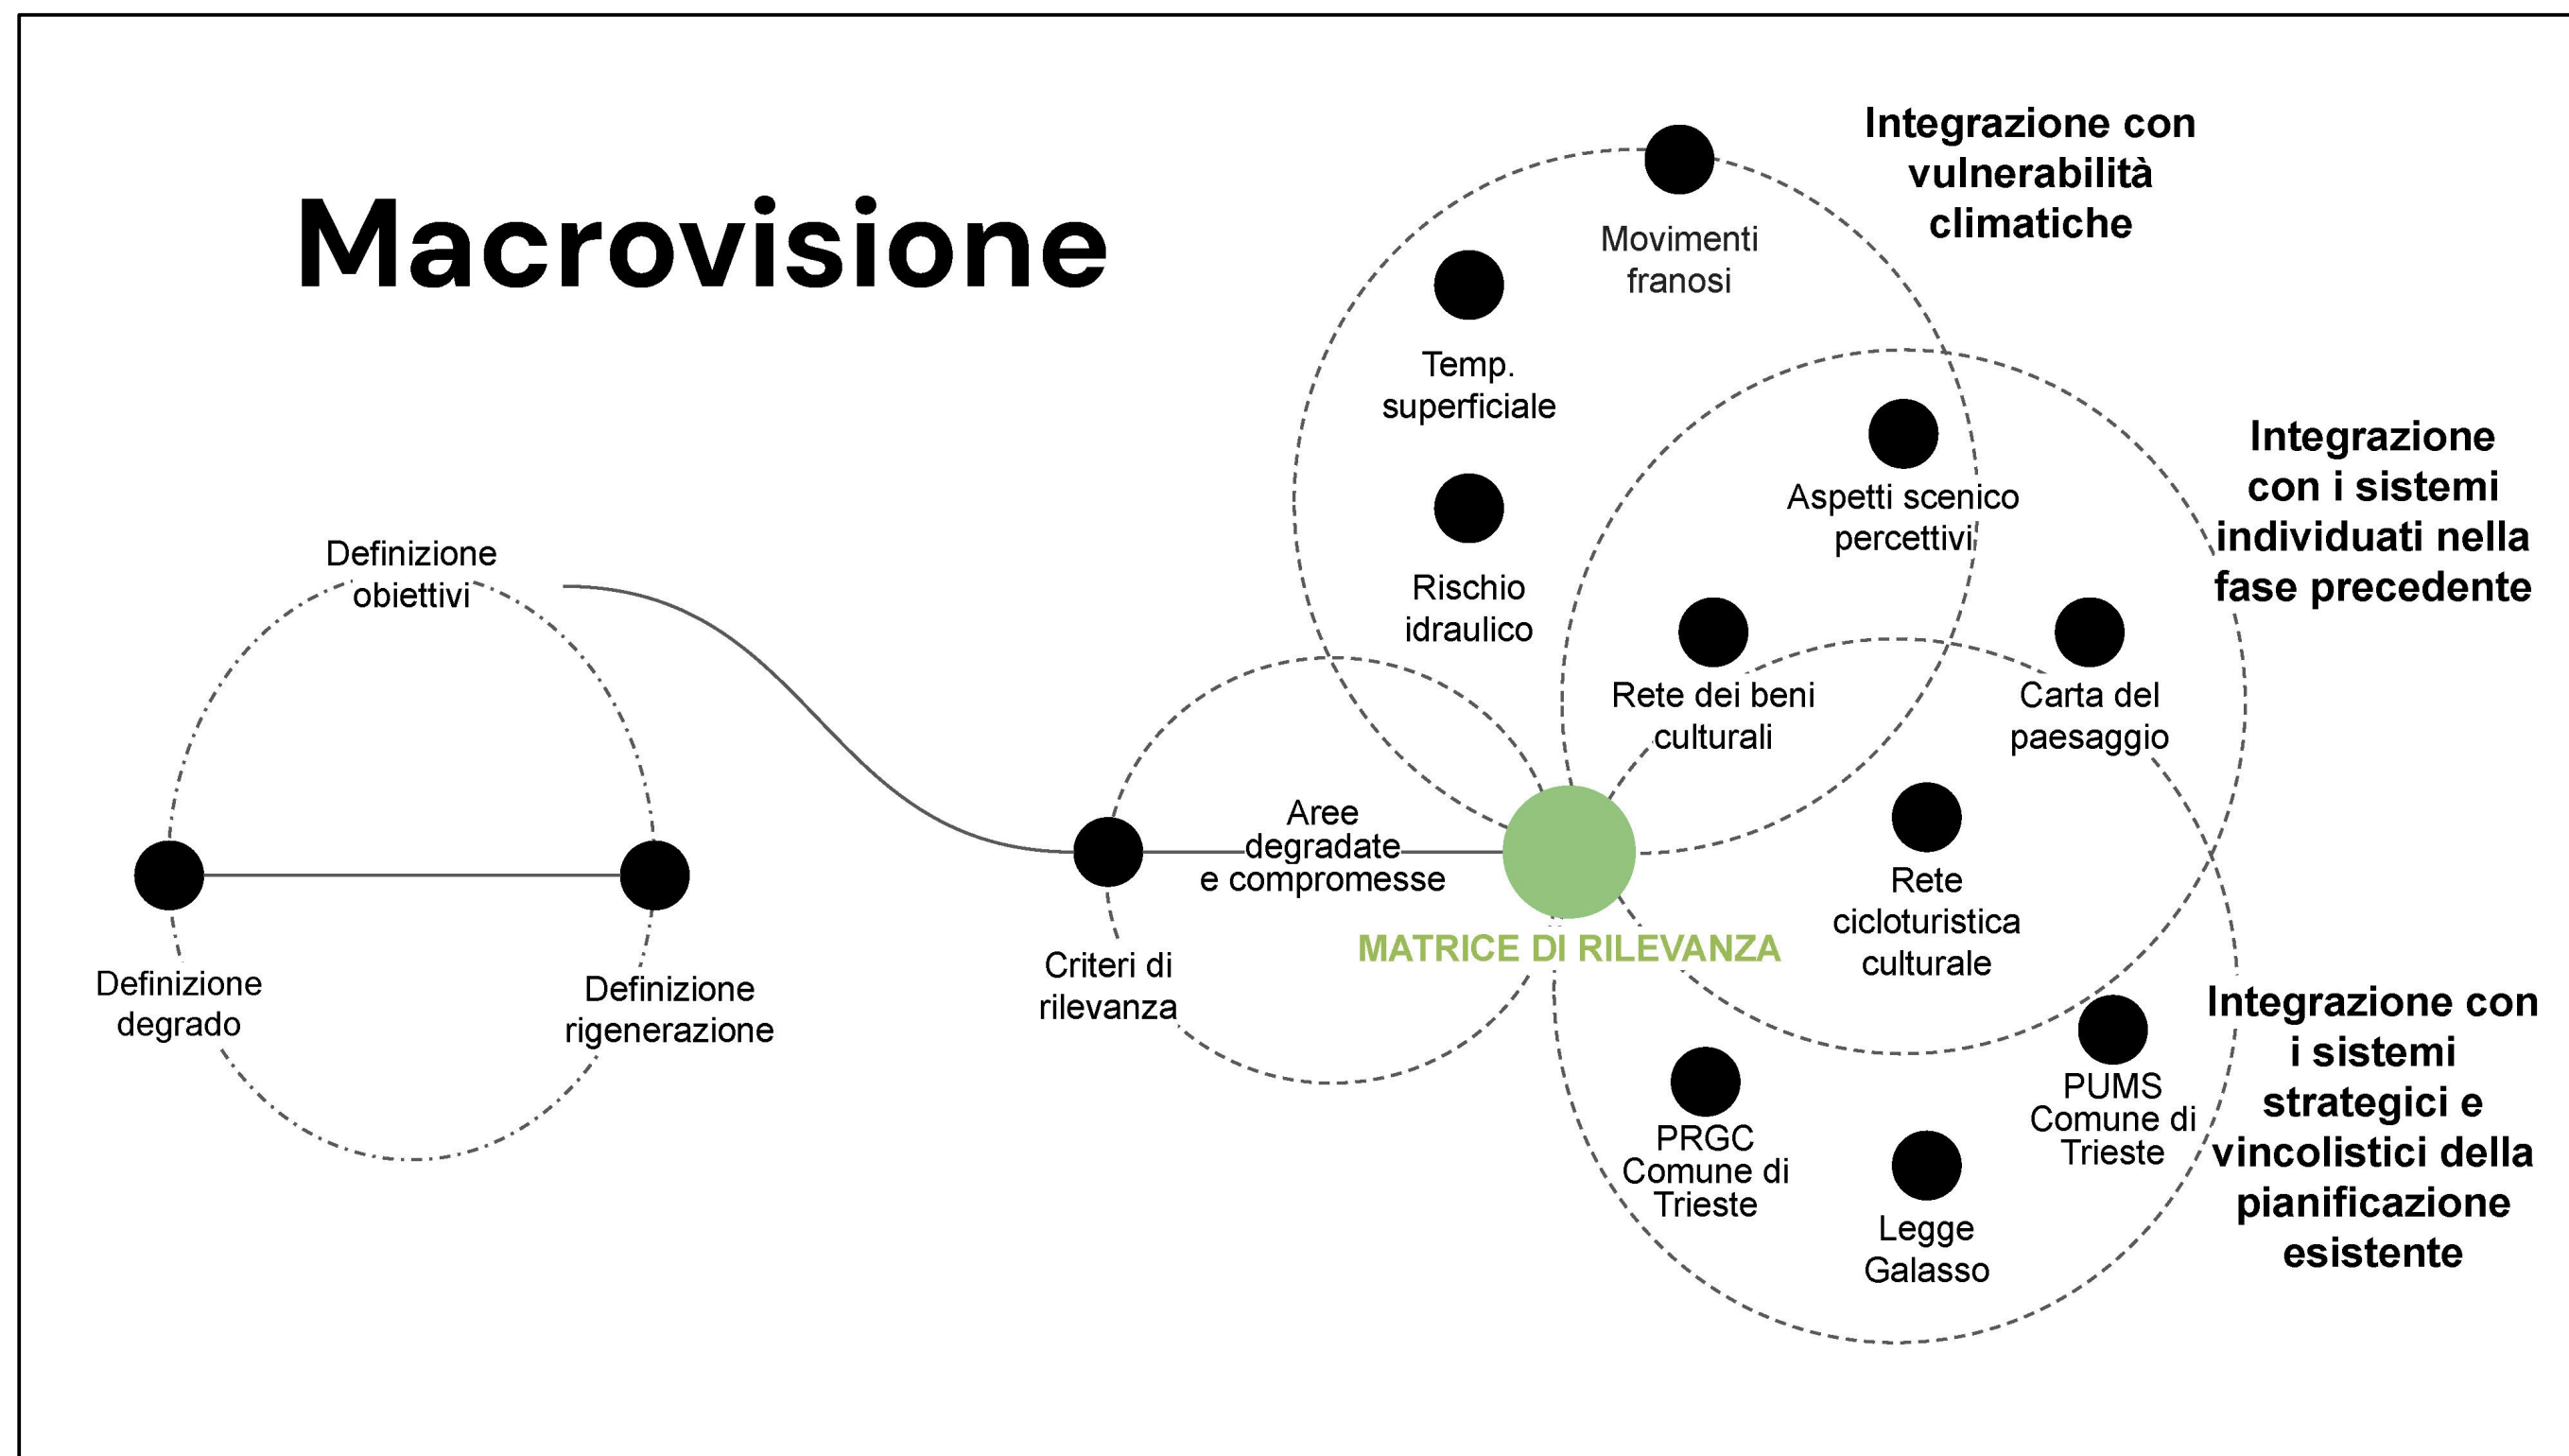 Macrovisione
Definizione
obiettivi
Definizione
degrado
Definizione
rigenerazione
Criteri di
rilevanza
Aree
degradate
e compromesse
MATRICE DI RILEVANZA
Integrazione con
vulnerabilità
climatiche
Movimenti
franosi
Temp.
superficiale
Rischio
idraulico
Integrazione
con i sistemi
individuati nella
fase precedente
Aspetti scenico
percettivi
Rete dei beni
culturali
Carta del
paesaggio
Rete
cicloturistica
culturale
Integrazione con
i sistemi
strategici e
vincolistici della
pianificazione
esistente
PRGC
Comune di
Trieste
Legge
Galasso
PUMS
Comune di
Trieste